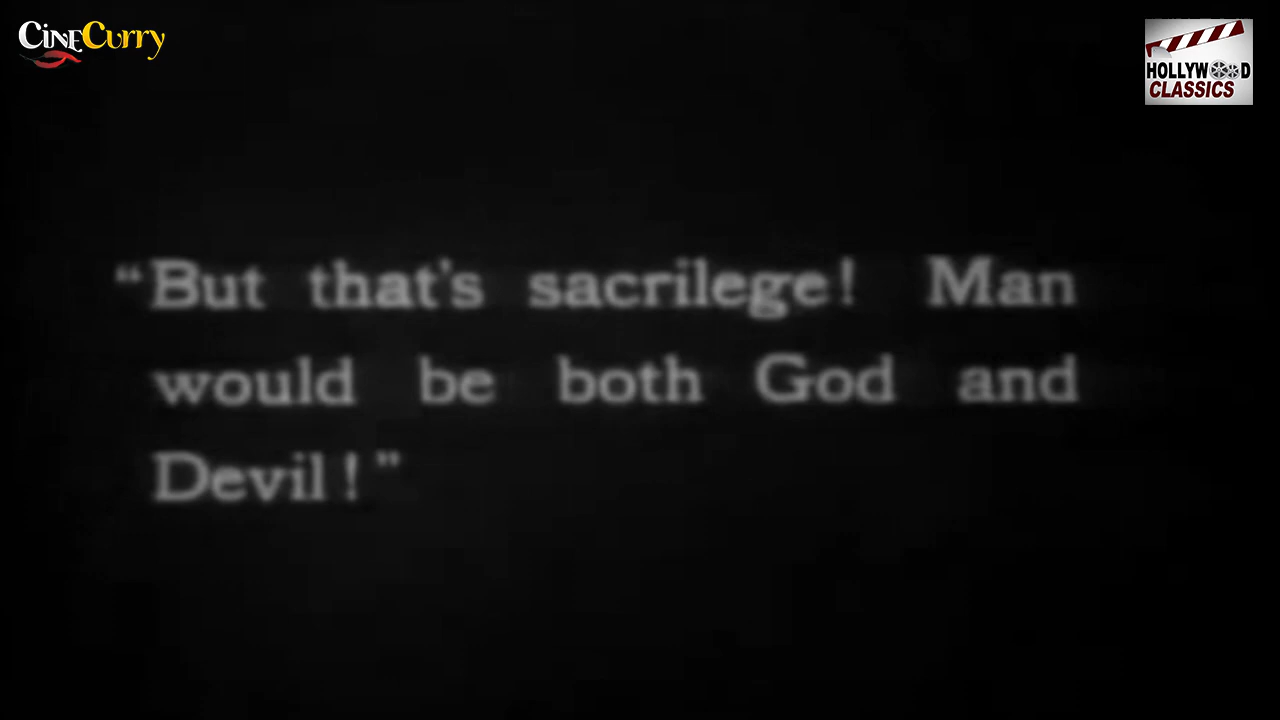 CineCurry
HOLLYWOOD
CLASSICS
“But that's sacrilege! Man
would be both God and
Devil!”